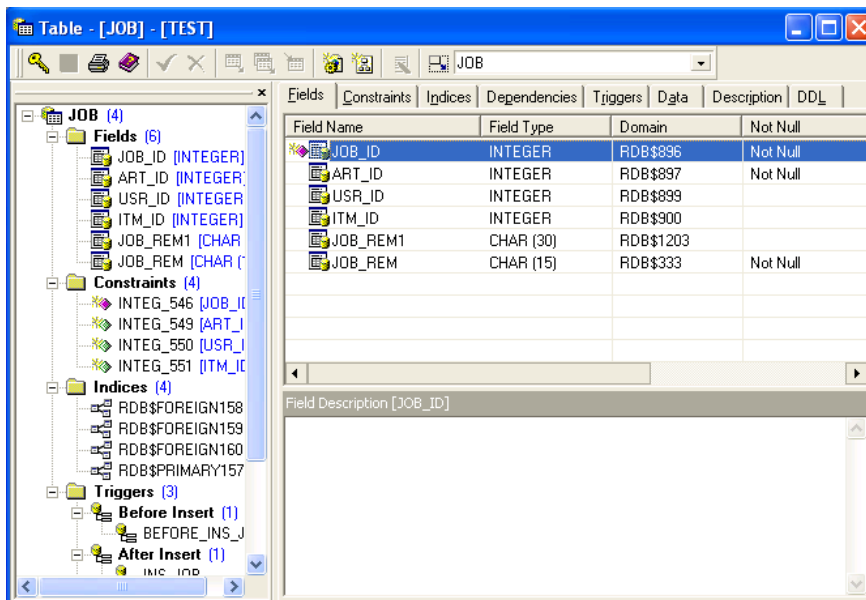 Table - [JOB] - [TEST]
JOB
JOB (4)
Fields (6)
JOB_ID [INTEGER]
ART_ID [INTEGER]
USR_ID [INTEGER
ITM_ID [INTEGER]
JOB_REM1 [CHAR
JOB_REM [CHAR (
Constraints (4)
INTEG_546 [JOB_ID
INTEG_549 [ART_I
INTEG_550 [USR_I
INTEG_551 [ITM_ID
Indices (4)
RDB$FOREIGN158
RDB$FOREIGN159
RDB$FOREIGN160
RDB$PRIMARY157
Triggers (3)
Before Insert (1)
BEFORE_INS_J
After Insert (1)
INS_JOB
Fields Constraints Indices Dependencies Triggers Data Description DDL
Field Name Field Type Domain Not Null
JOB_ID INTEGER RDB$896 Not Null
ART_ID INTEGER RDB$897 Not Null
USR_ID INTEGER RDB$899
ITM_ID INTEGER RDB$900
JOB_REM1 CHAR (30) RDB$1203
JOB_REM CHAR (15) RDB$333 Not Null
Field Description [JOB_ID]